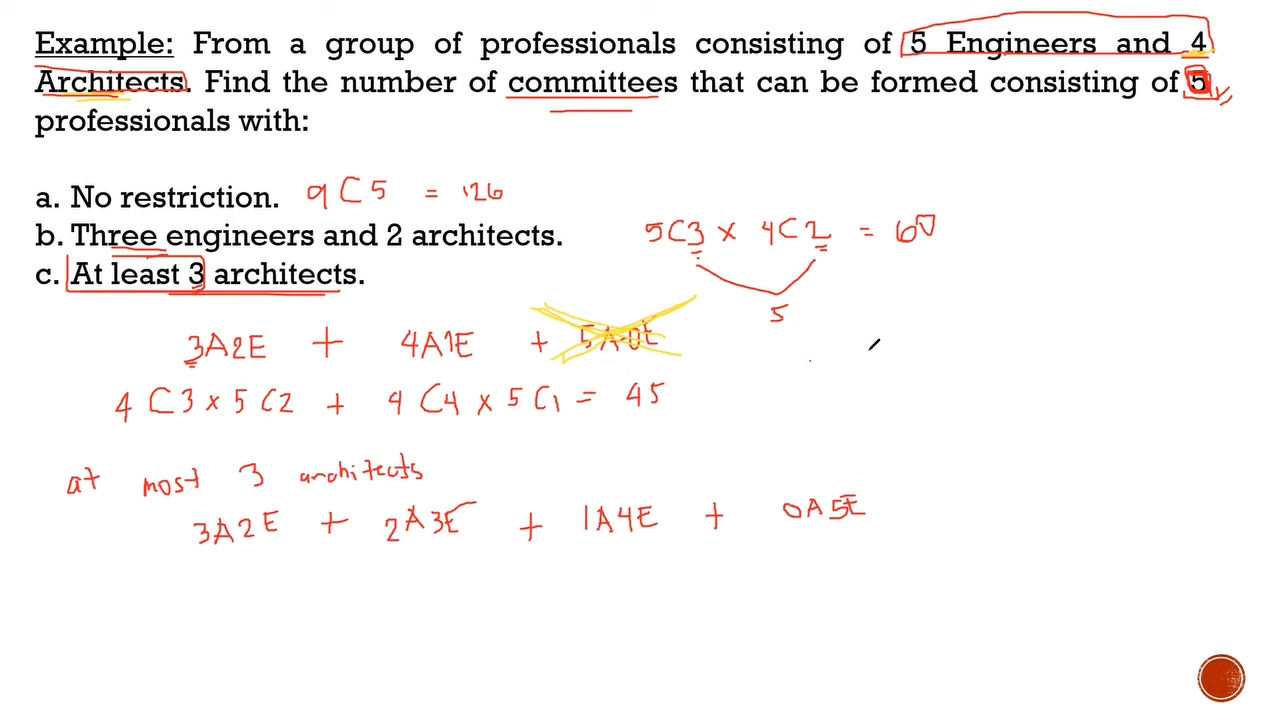 Example: From a group of professionals consisting of 5 Engineers and 4
Architects. Find the number of committees that can be formed consisting of 5
professionals with:
a. No restriction. 9C5 = 126
b. Three engineers and 2 architects. 5C3 x 4C2 = 60
c. At least 3 architects.
5
3A2E + 4A1E + 5A0E
4C3 x 5C2 + 4C4 x 5C1 = 45
at most 3 architects
3A2E + 2A3E + 1A4E + 0A5E